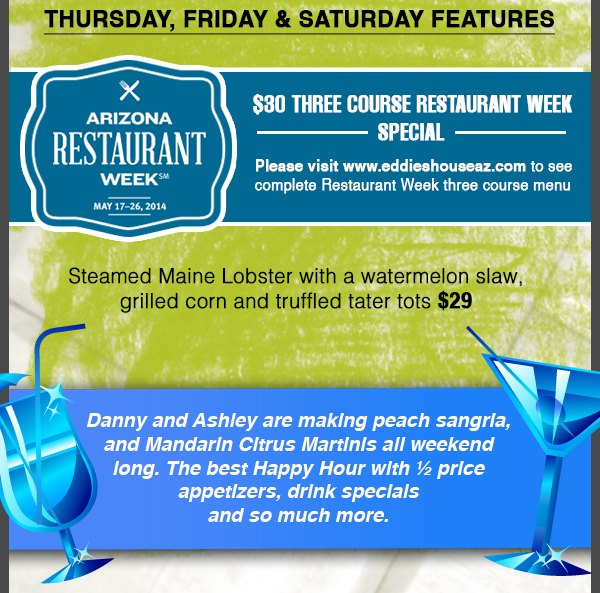 THURSDAY, FRIDAY & SATURDAY FEATURES
ARIZONA
RESTAURANT
WEEK℠
MAY 17–26, 2014
$30 THREE COURSE RESTAURANT WEEK
SPECIAL
Please visit www.eddieshouseaz.com to see
complete Restaurant Week three course menu
Steamed Maine Lobster with a watermelon slaw,
grilled corn and truffled tater tots $29
Danny and Ashley are making peach sangria,
and Mandarin Citrus Martinis all weekend
long. The best Happy Hour with ½ price
appetizers, drink specials
and so much more.